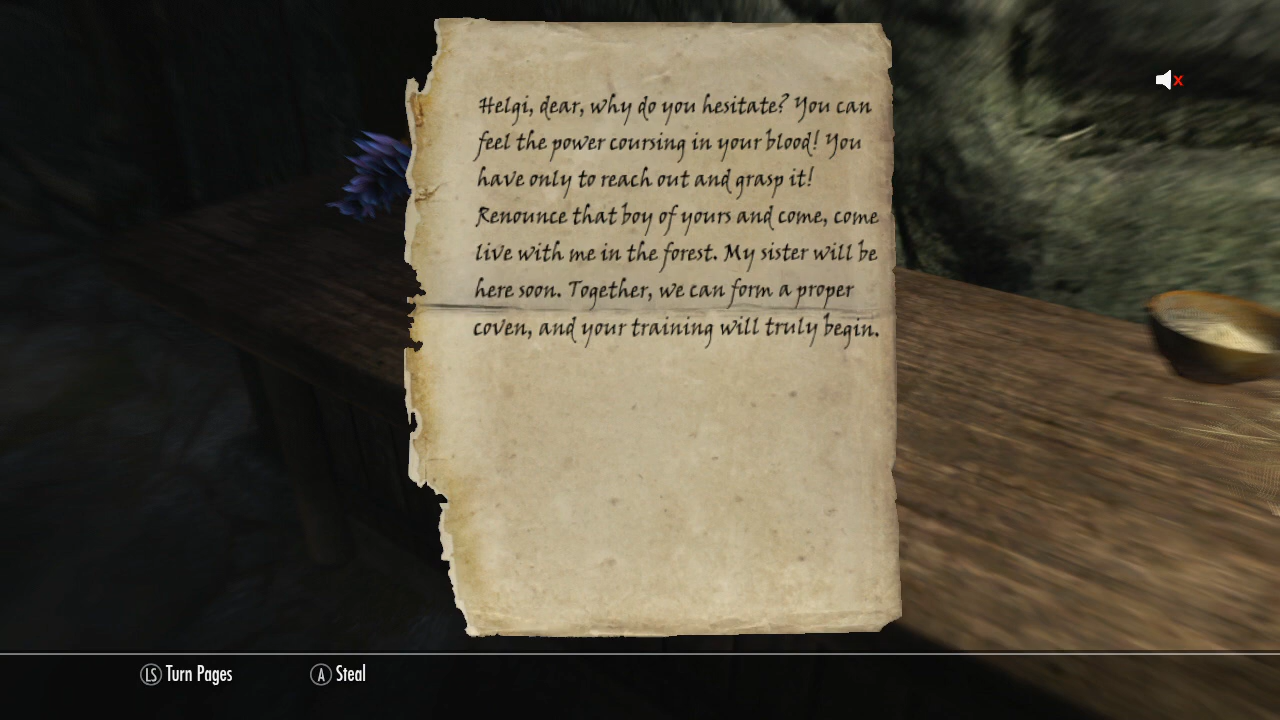 Helgi, dear, why do you hesitate? You can
feel the power coursing in your blood! You
have only to reach out and grasp it!
Renounce that boy of yours and come, come
live with me in the forest. My sister will be
here soon. Together, we can form a proper
coven, and your training will truly begin.
LS Turn Pages
A Steal